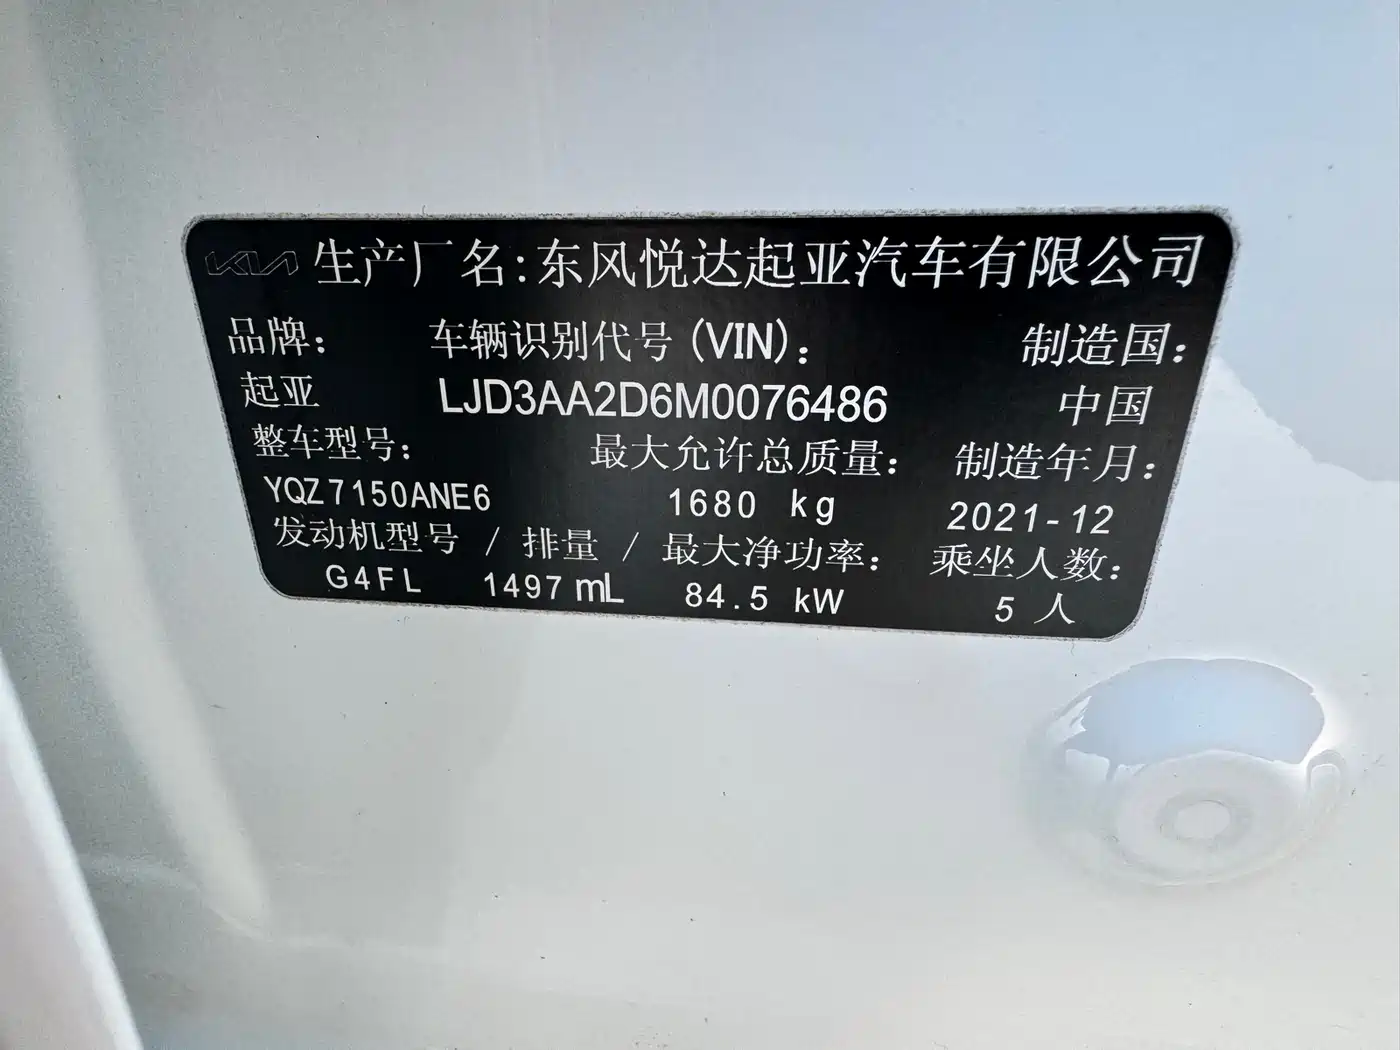 KIA 生产厂名:东风悦达起亚汽车有限公司
品牌: 车辆识别代号(VIN): 制造国:
起亚 LJD3AA2D6M0076486 中国
整车型号: 最大允许总质量: 制造年月:
YQZ7150ANE6 1680 kg 2021-12
发动机型号 / 排量 / 最大净功率: 乘坐人数:
G4FL 1497 mL 84.5 kW 5 人